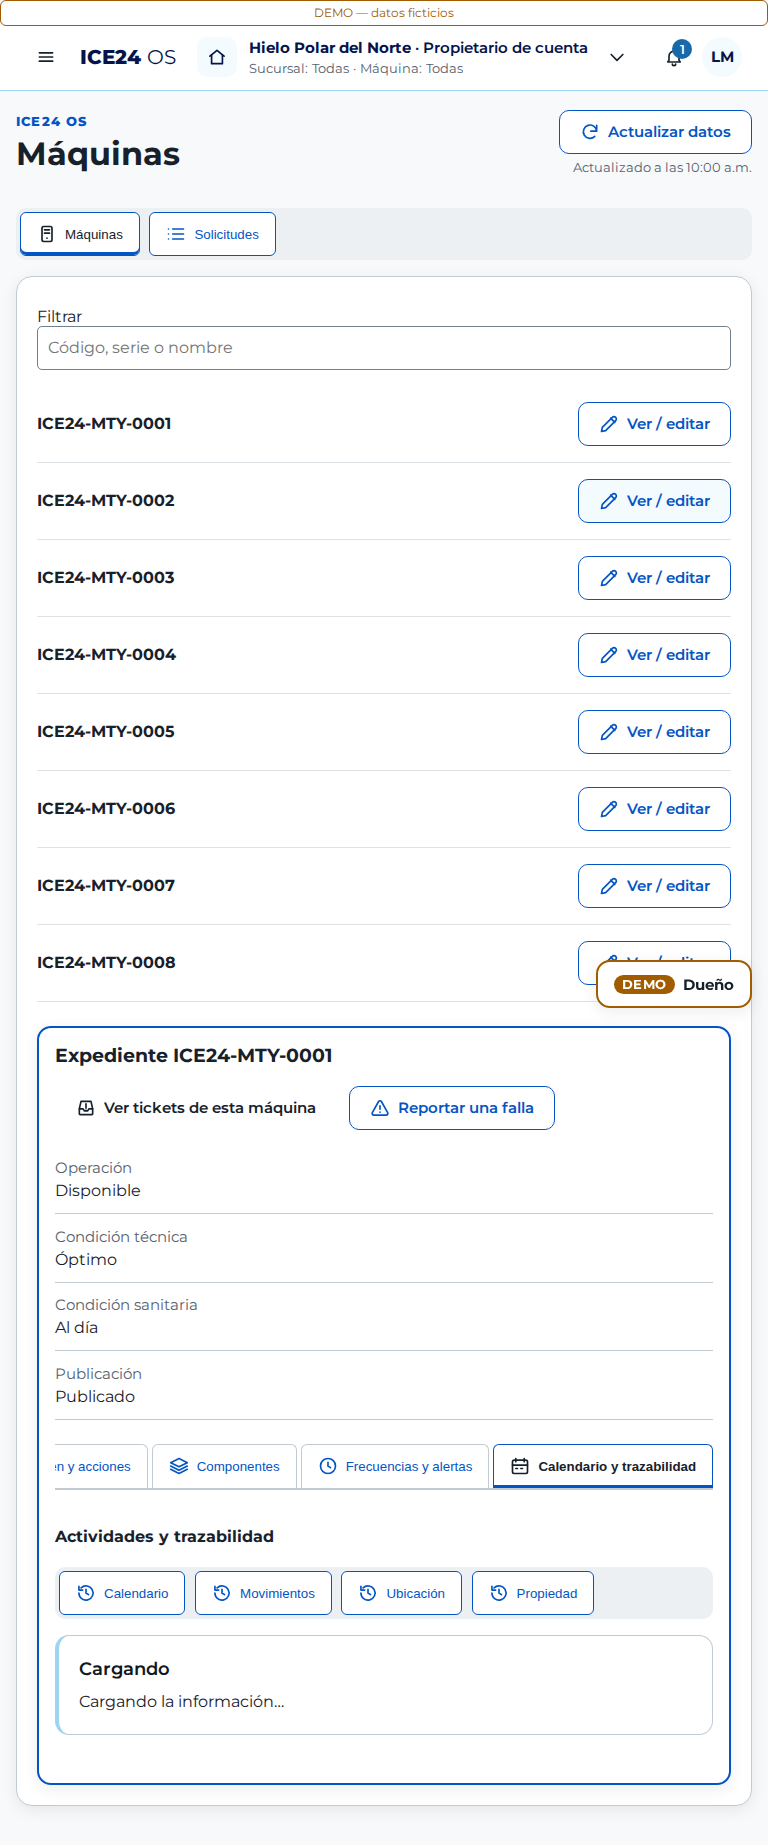 DEMO — datos ficticios
ICE24 OS
Hielo Polar del Norte · Propietario de cuenta
Sucursal: Todas · Máquina: Todas
1
LM
ICE24 OS
Máquinas
Actualizar datos
Actualizado a las 10:00 a.m.
Máquinas
Solicitudes
Filtrar
Código, serie o nombre
ICE24-MTY-0001
Ver / editar
ICE24-MTY-0002
Ver / editar
ICE24-MTY-0003
Ver / editar
ICE24-MTY-0004
Ver / editar
ICE24-MTY-0005
Ver / editar
ICE24-MTY-0006
Ver / editar
ICE24-MTY-0007
Ver / editar
ICE24-MTY-0008
DEMO Dueño
Expediente ICE24-MTY-0001
Ver tickets de esta máquina
Reportar una falla
Operación
Disponible
Condición técnica
Óptimo
Condición sanitaria
Al día
Publicación
Publicado
y acciones
Componentes
Frecuencias y alertas
Calendario y trazabilidad
Actividades y trazabilidad
Calendario
Movimientos
Ubicación
Propiedad
Cargando
Cargando la información…